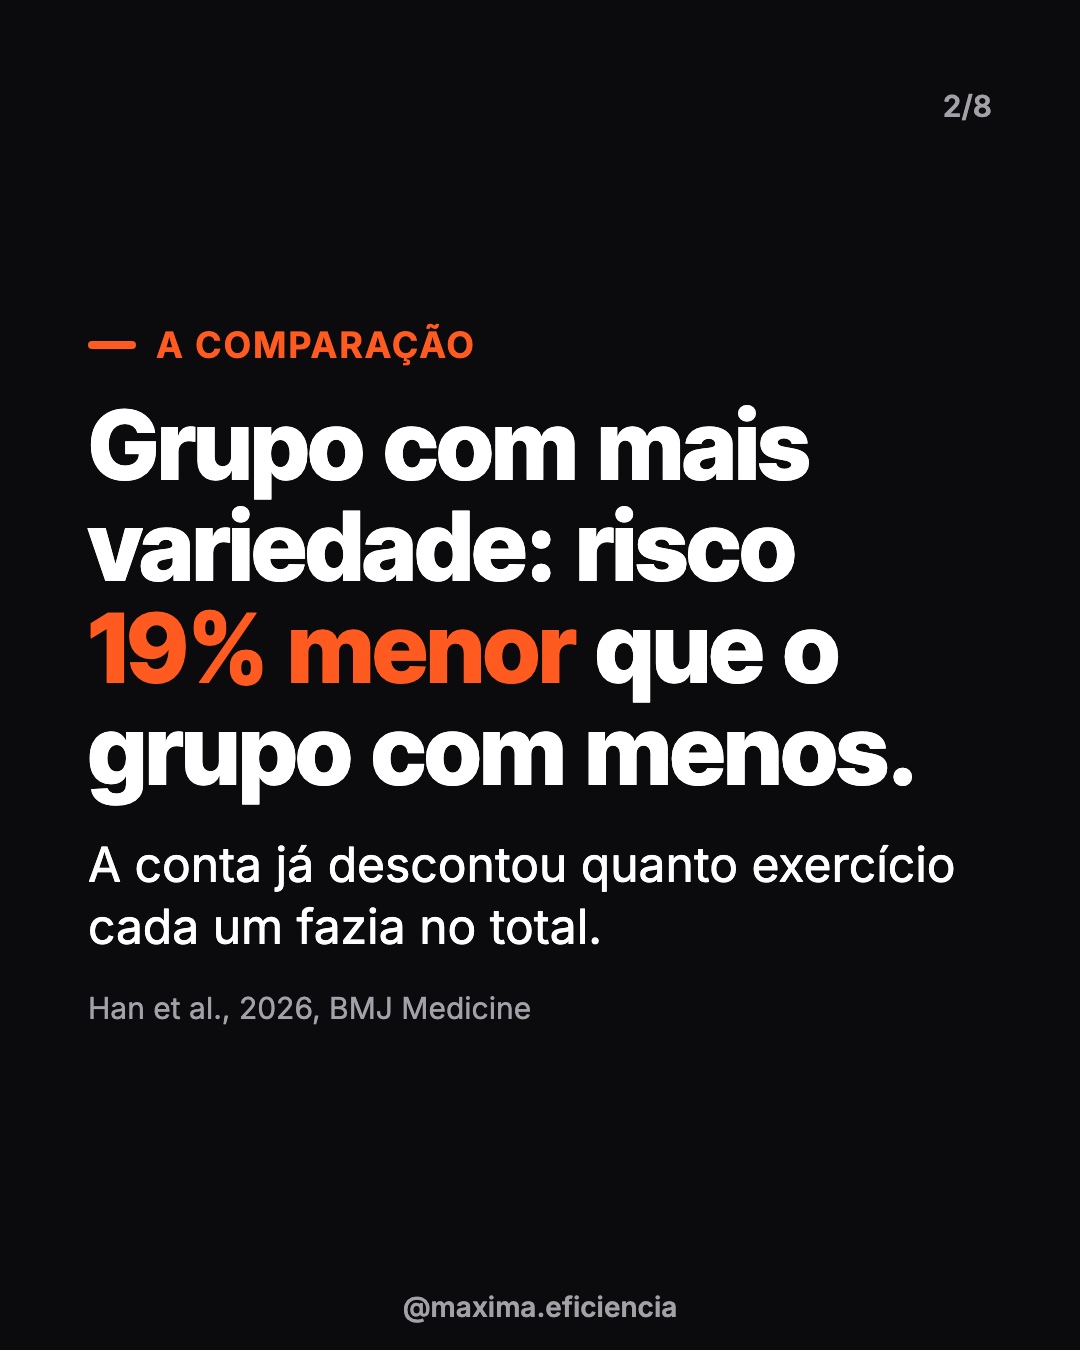 2/8
A COMPARAÇÃO
Grupo com mais
variedade: risco
19% menor que o
grupo com menos.
A conta já descontou quanto exercício
cada um fazia no total.
Han et al., 2026, BMJ Medicine
@maxima.eficiencia